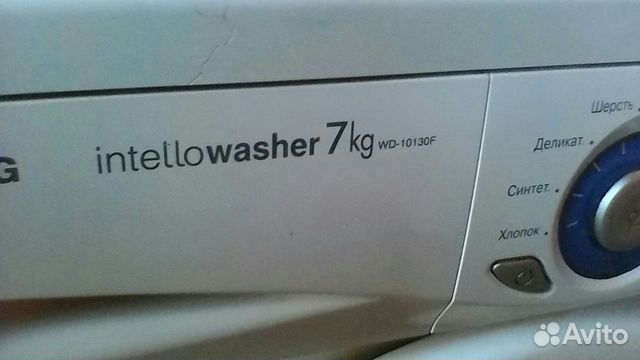 G
intellowasher 7kg WD-10130F
Шерсть
Деликат.
Синтет.
Хлопок
Avito